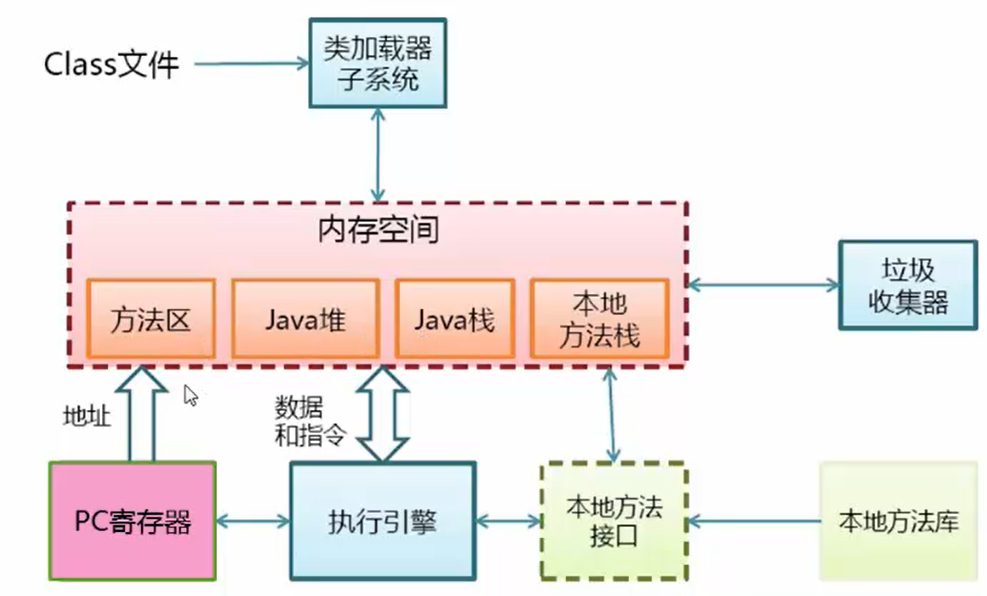 Class文件
类加载器
子系统
内存空间
方法区
Java堆
Java栈
本地
方法栈
垃圾
收集器
地址
数据
和指令
PC寄存器
执行引擎
本地方法
接口
本地方法库